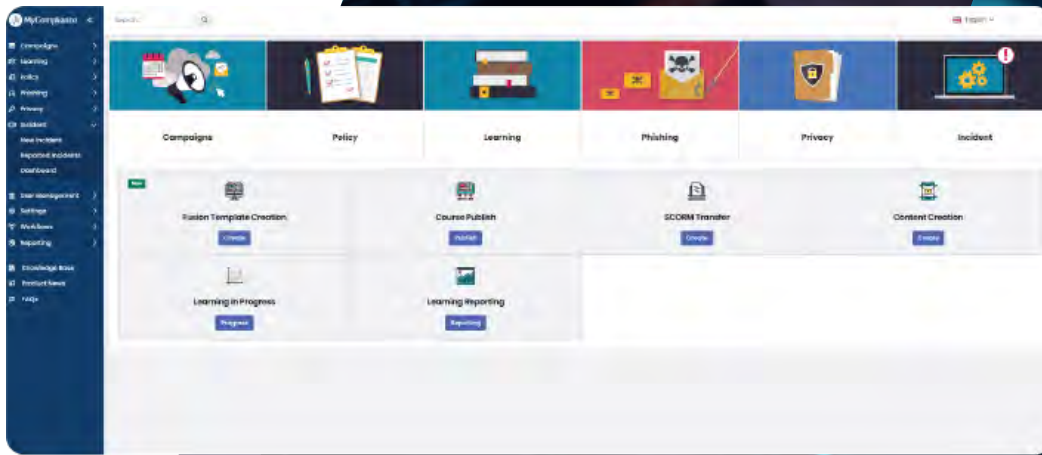 MyCompliance
Search...
English
Campaigns
Learning
Policy
Phishing
Privacy
Incident
New Incident
Reported Incidents
Dashboard
User Management
Settings
Workflows
Reporting
Knowledge Base
Product News
FAQs
Campaigns
Policy
Learning
Phishing
Privacy
Incident
New
Fusion Template Creation
Create
Course Publish
Publish
SCORM Transfer
Create
Content Creation
Create
Learning In Progress
Progress
Learning Reporting
Reporting